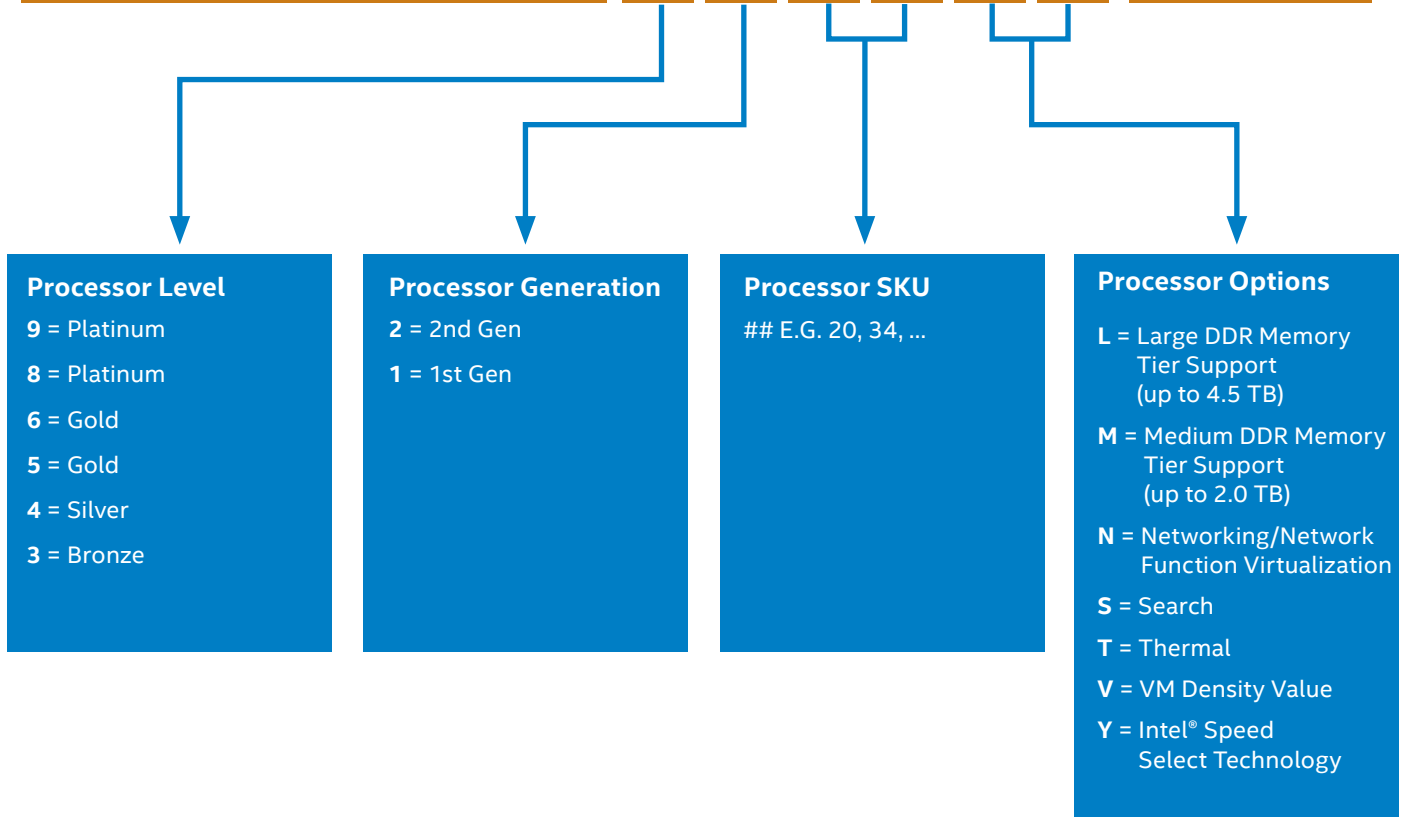 Processor Level
9 = Platinum
8 = Platinum
6 = Gold
5 = Gold
4 = Silver
3 = Bronze
Processor Generation
2 = 2nd Gen
1 = 1st Gen
Processor SKU
## E.G. 20, 34, ...
Processor Options
L = Large DDR Memory
Tier Support
(up to 4.5 TB)
M = Medium DDR Memory
Tier Support
(up to 2.0 TB)
N = Networking/Network
Function Virtualization
S = Search
T = Thermal
V = VM Density Value
Y = Intel® Speed
Select Technology